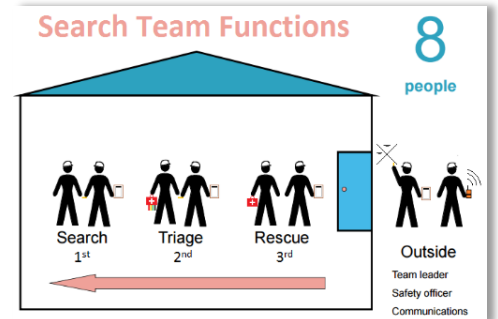 Search Team Functions
8
people
Search
1st
Triage
2nd
Rescue
3rd
Outside
Team leader
Safety officer
Communications